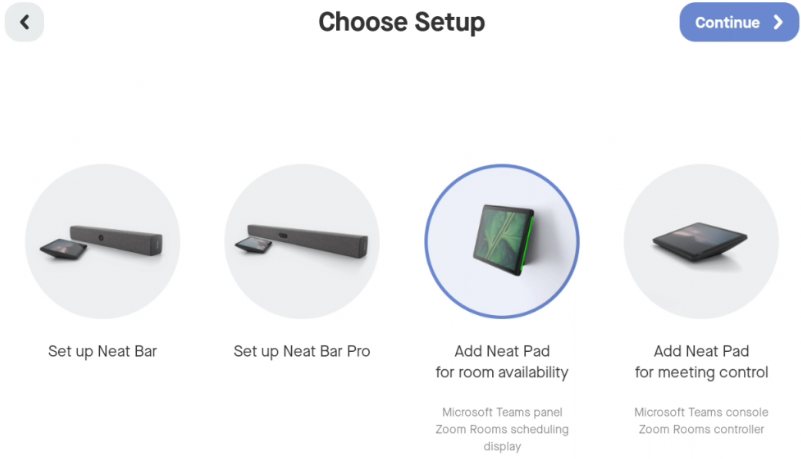 Choose Setup
Continue
Set up Neat Bar
Set up Neat Bar Pro
Add Neat Pad
for room availability
Microsoft Teams panel
Zoom Rooms scheduling
display
Add Neat Pad
for meeting control
Microsoft Teams console
Zoom Rooms controller